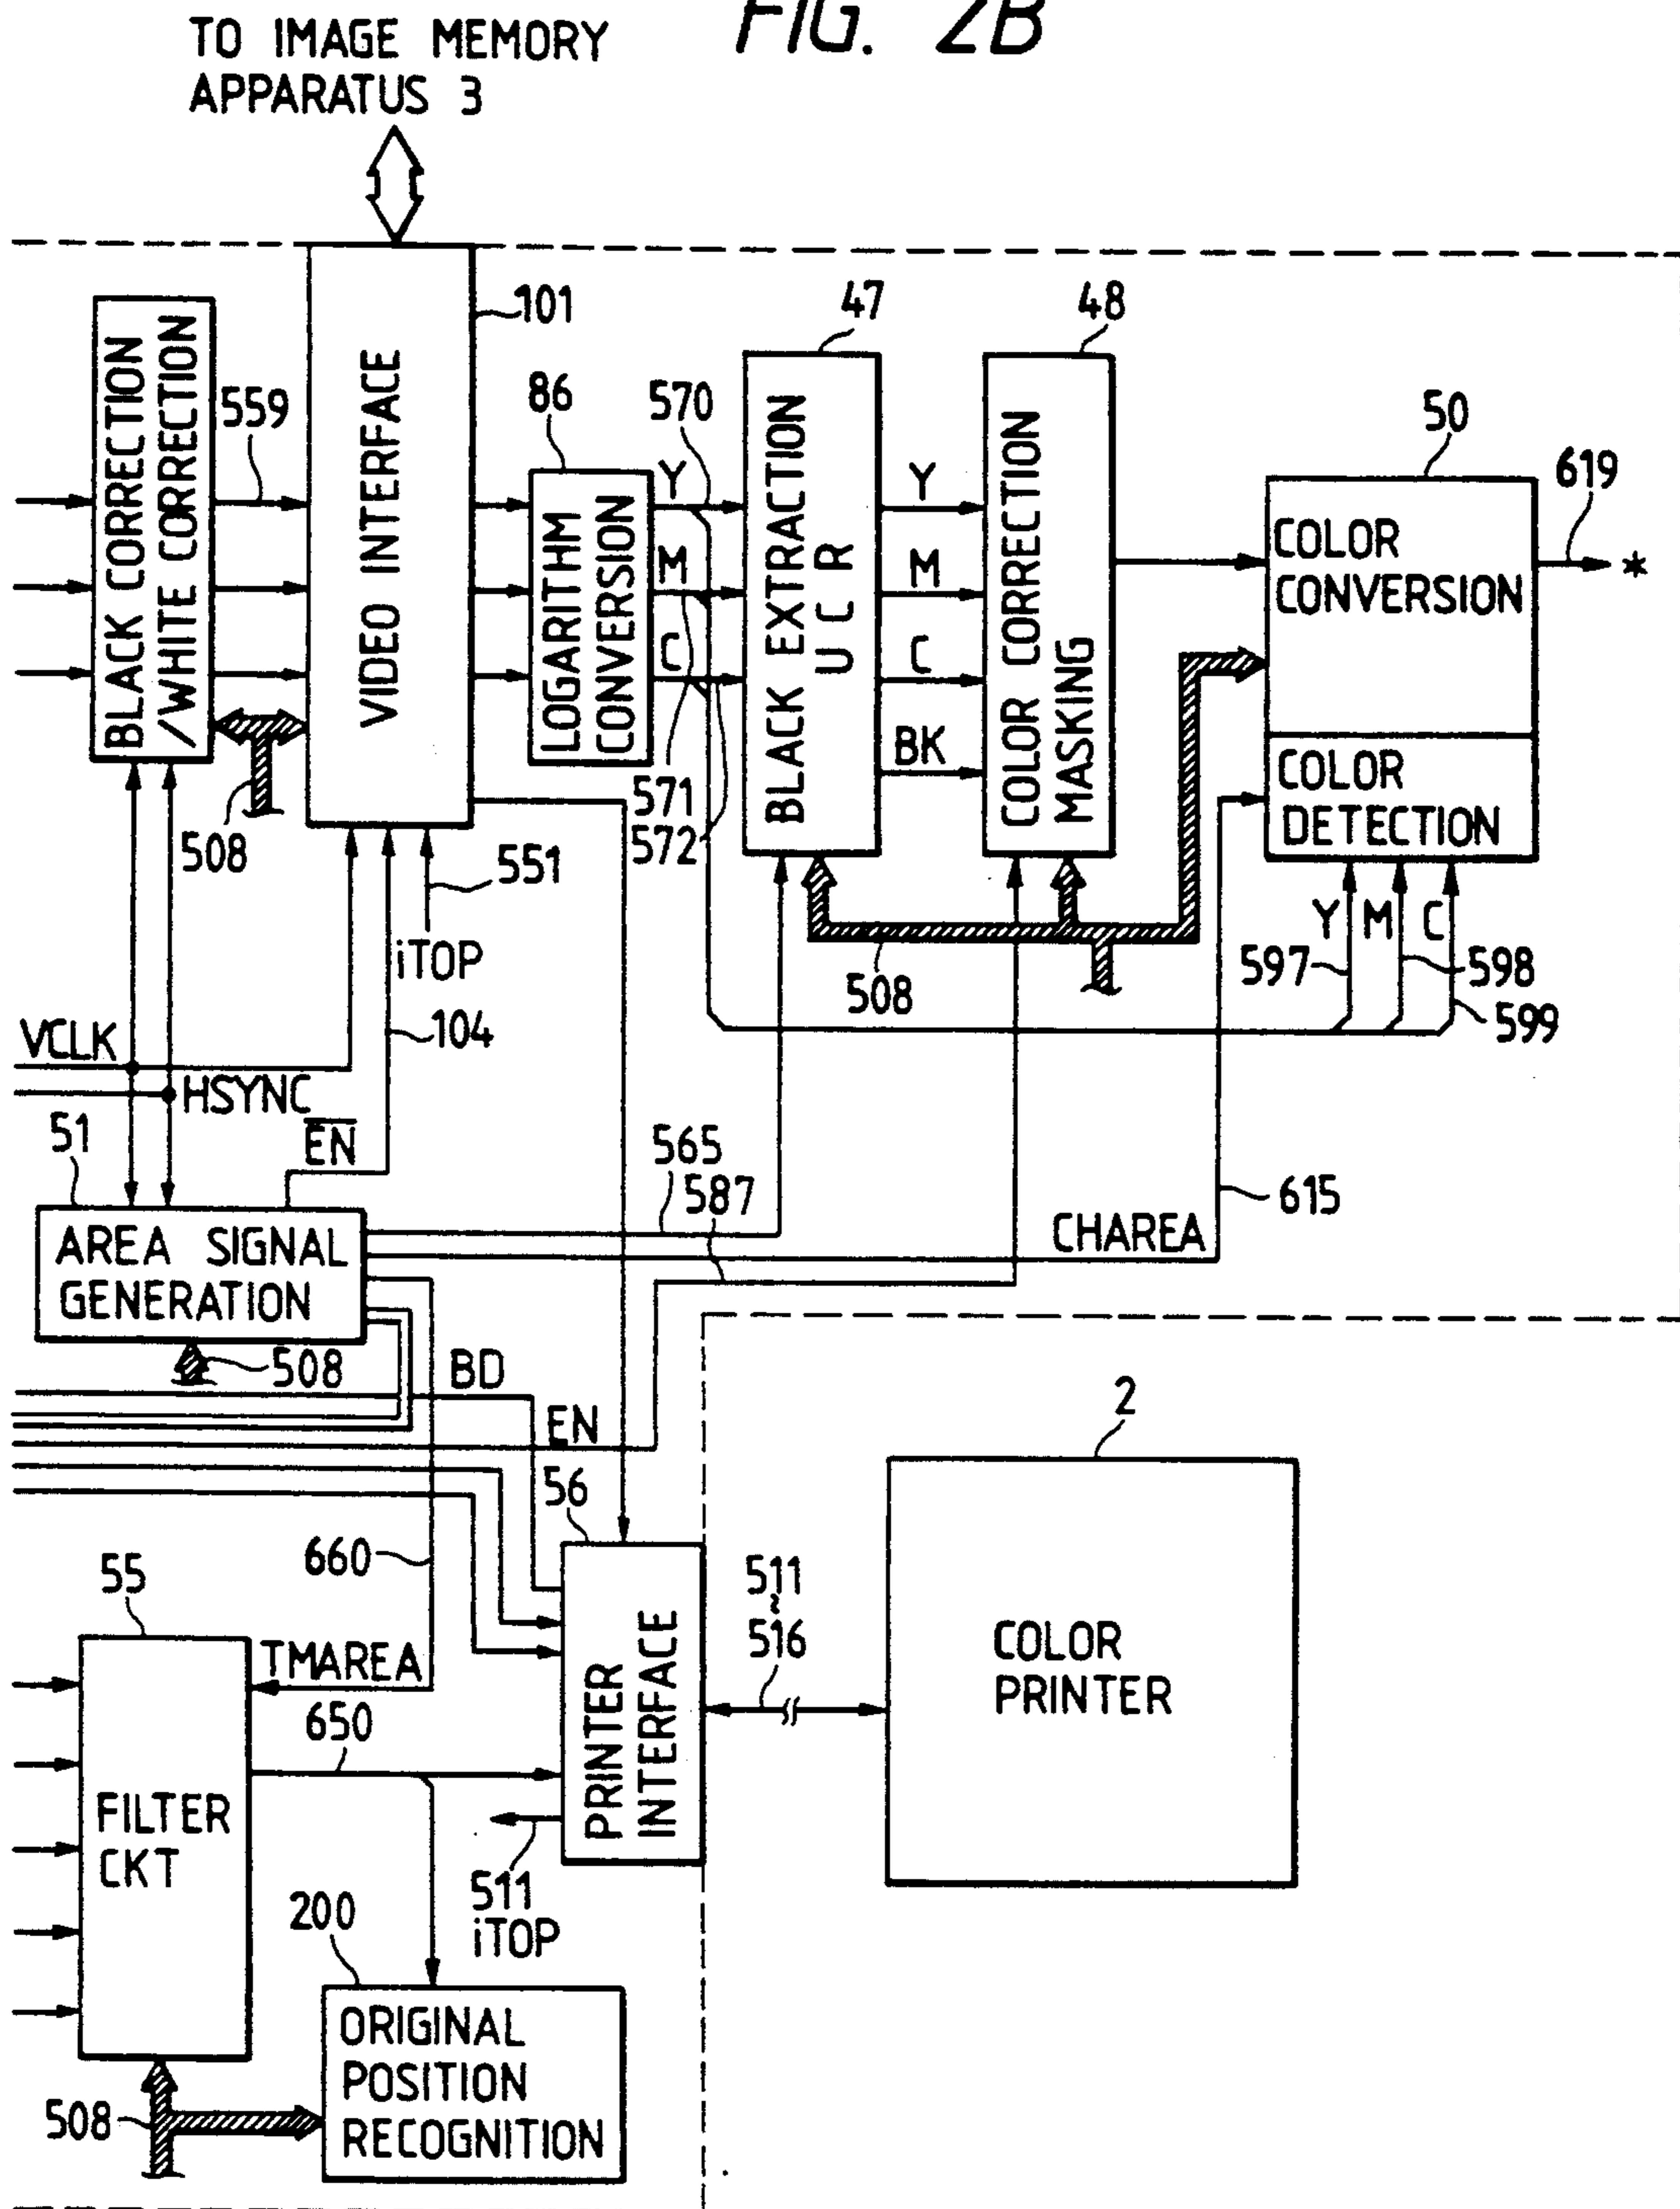 FIG. 2B
TO IMAGE MEMORY
APPARATUS 3
101
47
48
BLACK CORRECTION
/WHITE CORRECTION
559
VIDEO INTERFACE
86
570
50
619
LOGARITHM
CONVERSION
Y
M
C
BLACK EXTRACTION
UCR
Y
M
C
BK
COLOR CORRECTION
MASKING
COLOR
CONVERSION
*
COLOR
DETECTION
571
572
508
551
iTOP
508
Y M C
597
598
599
VCLK
104
HSYNC
51
EN
565
587
615
CHAREA
AREA SIGNAL
GENERATION
508
BD
EN
2
56
660
55
511
~
516
TMAREA
650
PRINTER
INTERFACE
COLOR
PRINTER
FILTER
CKT
511
iTOP
200
ORIGINAL
POSITION
RECOGNITION
508